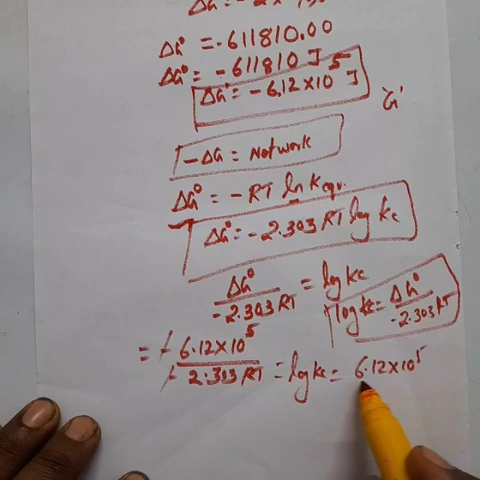 ΔG° = -611810.00
ΔG° = -611810 J
ΔG° = -6.12×10⁵ J
'G'
-ΔG = Network
ΔG° = -RT ln Kequ.
ΔG° = -2.303 RT log Kc
ΔG° / -2.303 RT = log Kc
log Kc = ΔG° / -2.303 RT
= - 6.12×10⁵ / - 2.303 RT = log Kc = 6.12×10⁵